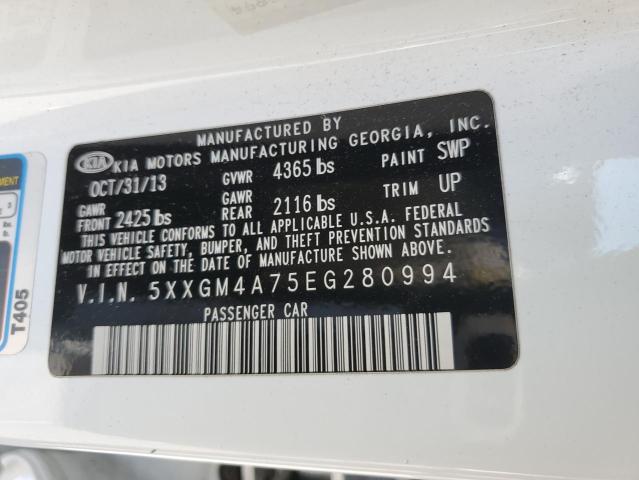 MANUFACTURED BY
KIA KIA MOTORS MANUFACTURING GEORGIA, INC.
OCT/31/13 GVWR 4365 lbs PAINT SWP
GAWR FRONT 2425 lbs GAWR REAR 2116 lbs TRIM UP
THIS VEHICLE CONFORMS TO ALL APPLICABLE U.S.A. FEDERAL
MOTOR VEHICLE SAFETY, BUMPER, AND THEFT PREVENTION STANDARDS
IN EFFECT ON THE DATE OF MANUFACTURE SHOWN ABOVE.
V.I.N. 5XXGM4A75EG280994
PASSENGER CAR
T405